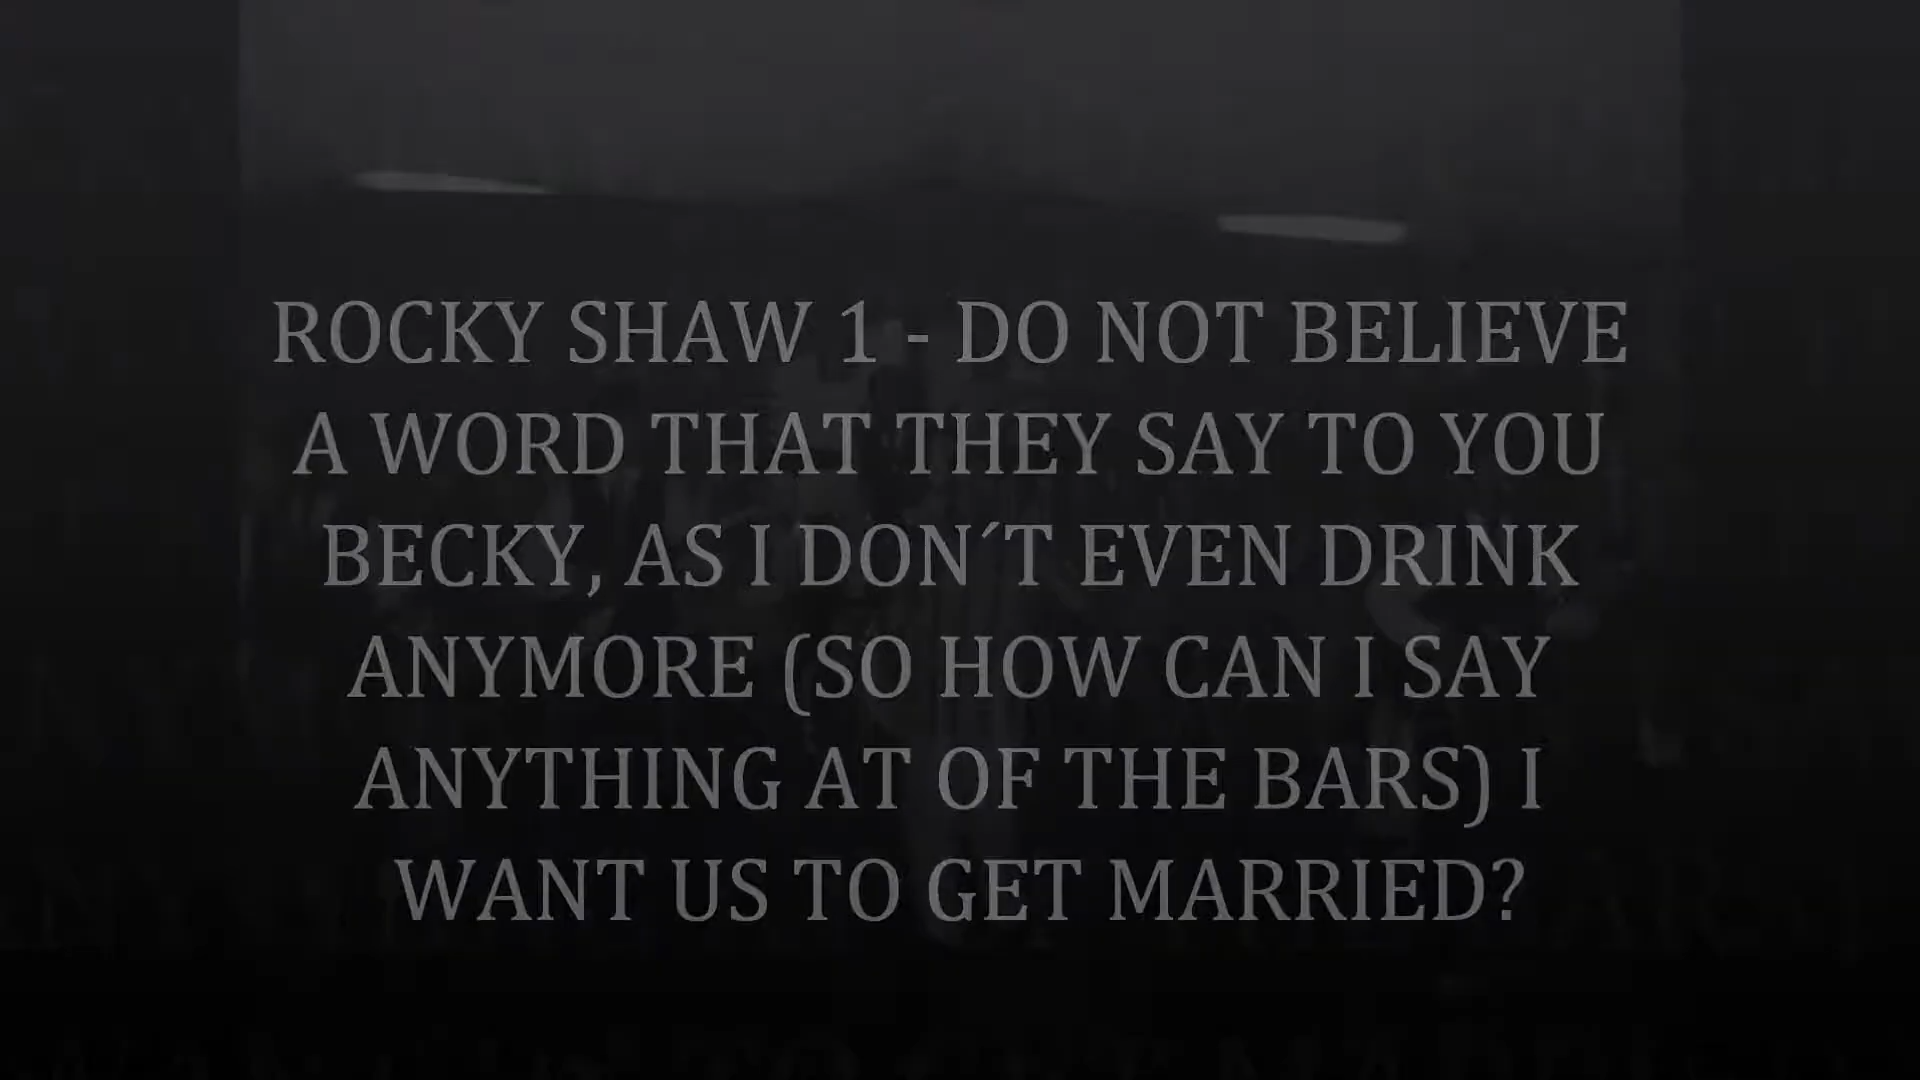 ROCKY SHAW 1 - DO NOT BELIEVE
A WORD THAT THEY SAY TO YOU
BECKY, AS I DON´T EVEN DRINK
ANYMORE (SO HOW CAN I SAY
ANYTHING AT OF THE BARS) I
WANT US TO GET MARRIED?